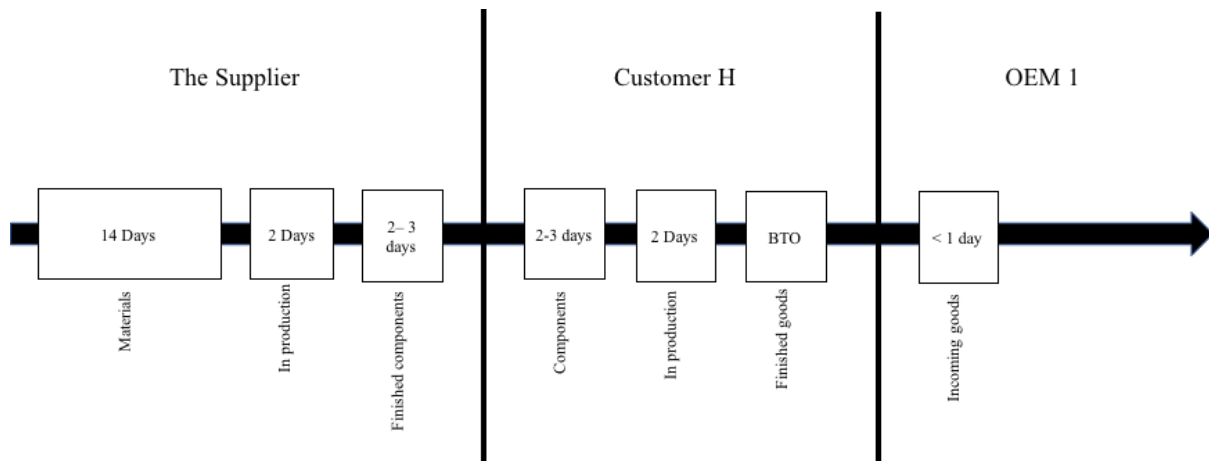 The Supplier
Customer H
OEM 1
14 Days
2 Days
2– 3
days
2-3 days
2 Days
BTO
< 1 day
Materials
In production
Finished components
Components
In production
Finished goods
Incoming goods